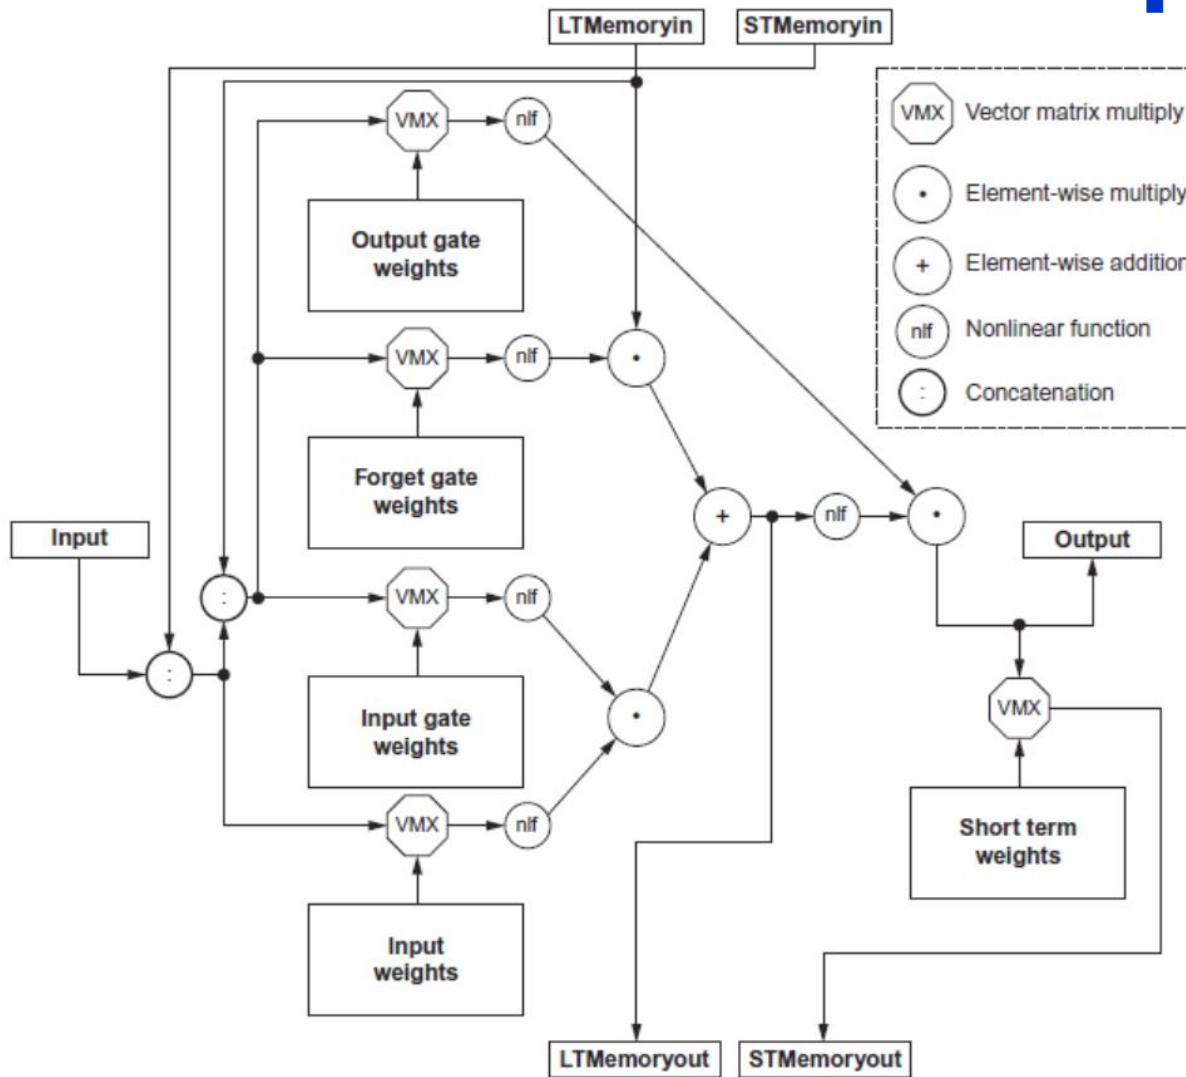 LTMemoryin
STMemoryin
VMX
nlf
VMX
Vector matrix multiply
•
Element-wise multiply
+
Element-wise addition
nlf
Nonlinear function
:
Concatenation
Output gate
weights
VMX
nlf
•
Forget gate
weights
Input
+
nlf
•
Output
:
VMX
nlf
:
Input gate
weights
•
VMX
VMX
nlf
Short term
weights
Input
weights
LTMemoryout
STMemoryout